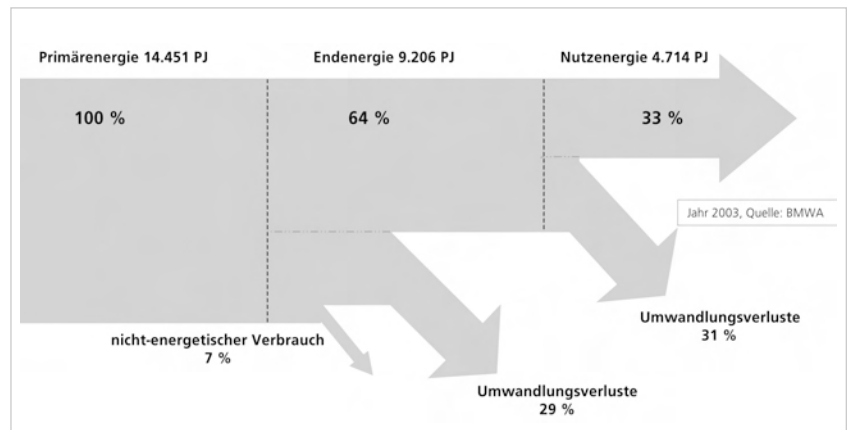 Primärenergie 14.451 PJ
Endenergie 9.206 PJ
Nutzenergie 4.714 PJ
100 %
64 %
33 %
Jahr 2003, Quelle: BMWA
Umwandlungsverluste
31 %
nicht-energetischer Verbrauch
7 %
Umwandlungsverluste
29 %